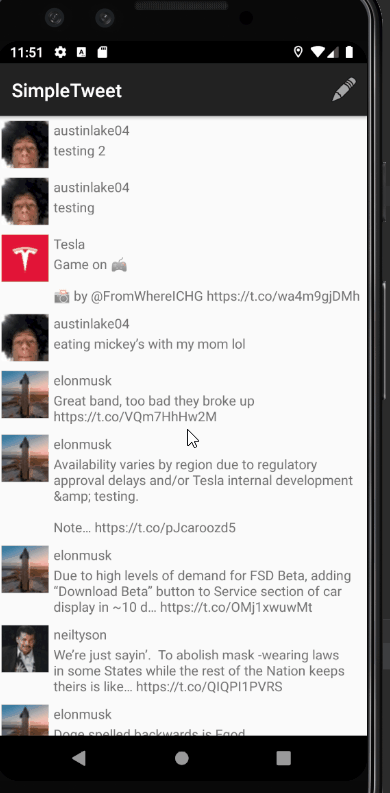 11:51
SimpleTweet
austinlake04
testing 2
austinlake04
testing
Tesla
Game on 🎮
📸 by @FromWhereICHG https://t.co/wa4m9gjDMh
austinlake04
eating mickey’s with my mom lol
elonmusk
Great band, too bad they broke up
https://t.co/VQm7HhHw2M
elonmusk
Availability varies by region due to regulatory
approval delays and/or Tesla internal development
&amp; testing.
Note… https://t.co/pJcaroozd5
elonmusk
Due to high levels of demand for FSD Beta, adding
“Download Beta” button to Service section of car
display in ~10 d… https://t.co/OMj1xwuwMt
neiltyson
We’re just sayin’.  To abolish mask -wearing laws
in some States while the rest of the Nation keeps
theirs is like… https://t.co/QIQPI1PVRS
elonmusk
Doge spelled backwards is Egod